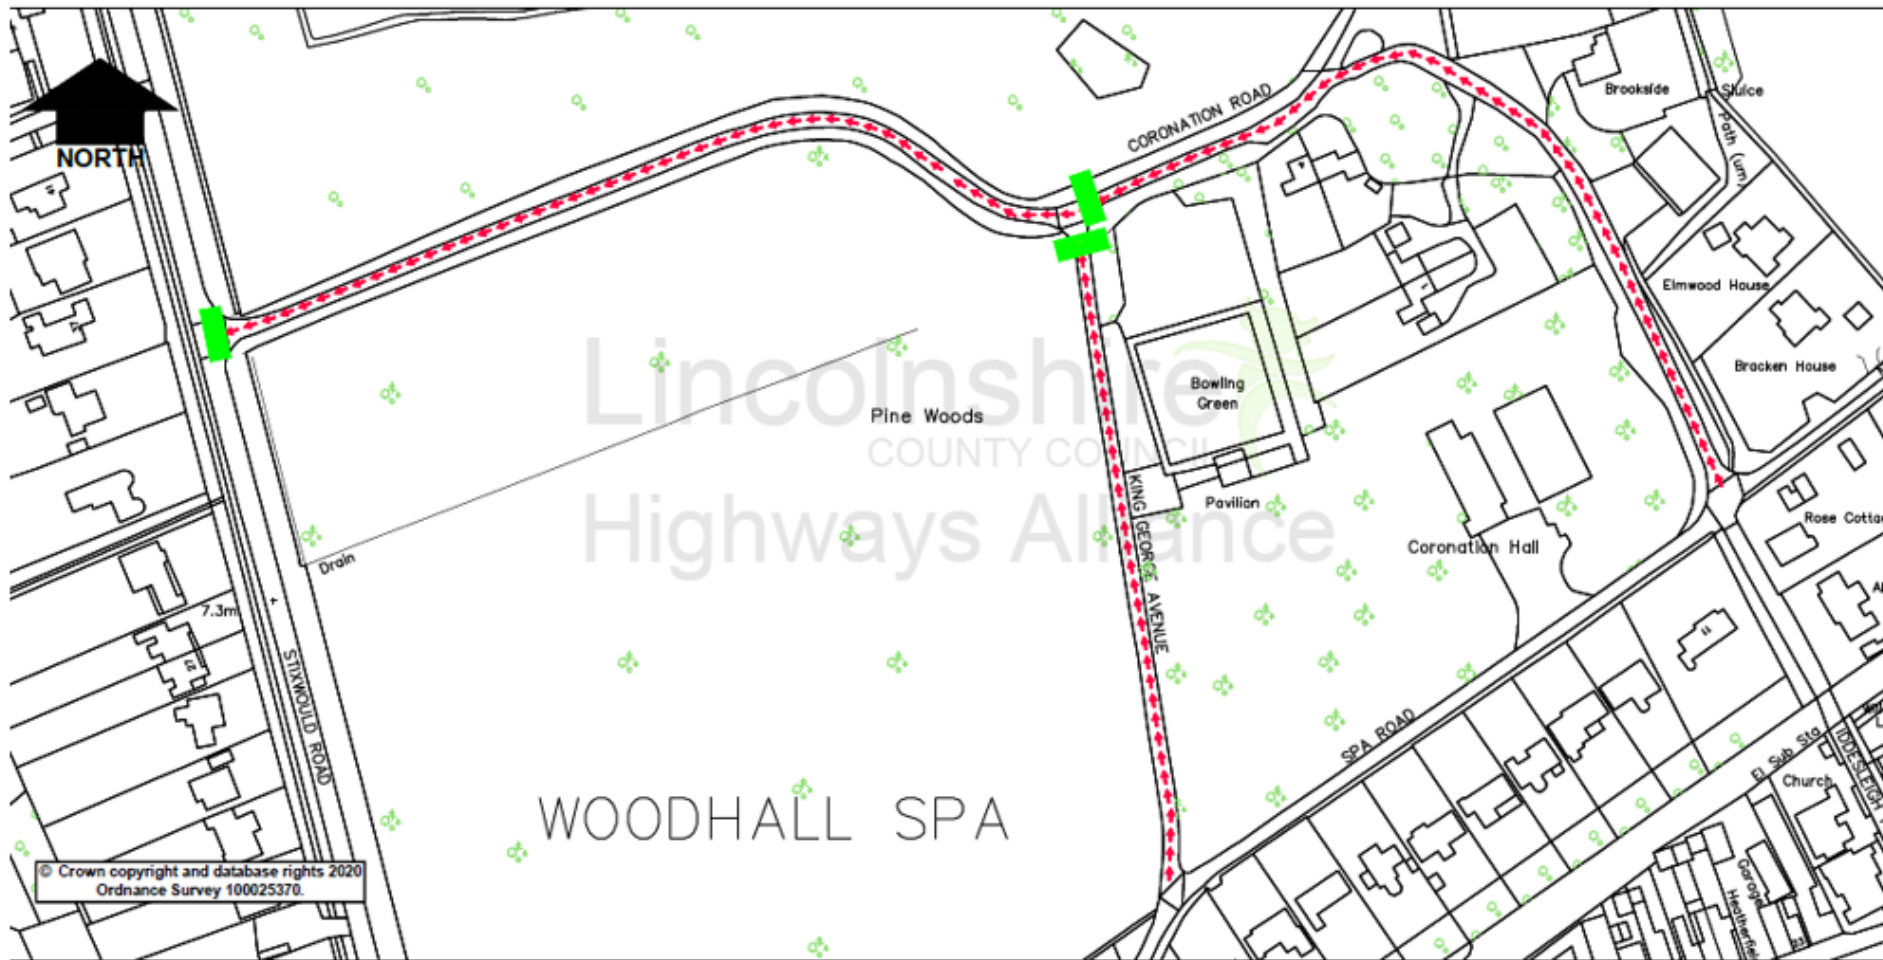 NORTH
CORONATION ROAD
Brookside
Sluice
Path (um)
Elmwood House
Bracken House
Lincolnshire
COUNTY COUNCIL
Highways Alliance
Pine Woods
Bowling
Green
Pavilion
KING GEORGE AVENUE
Coronation Hall
Drain
7.3m
27
STIXWOULD ROAD
SPA ROAD
11
El Sub Sta
Church
IDDESLEIGH
Garage
WOODHALL SPA
© Crown copyright and database rights 2020
Ordnance Survey 100025370.